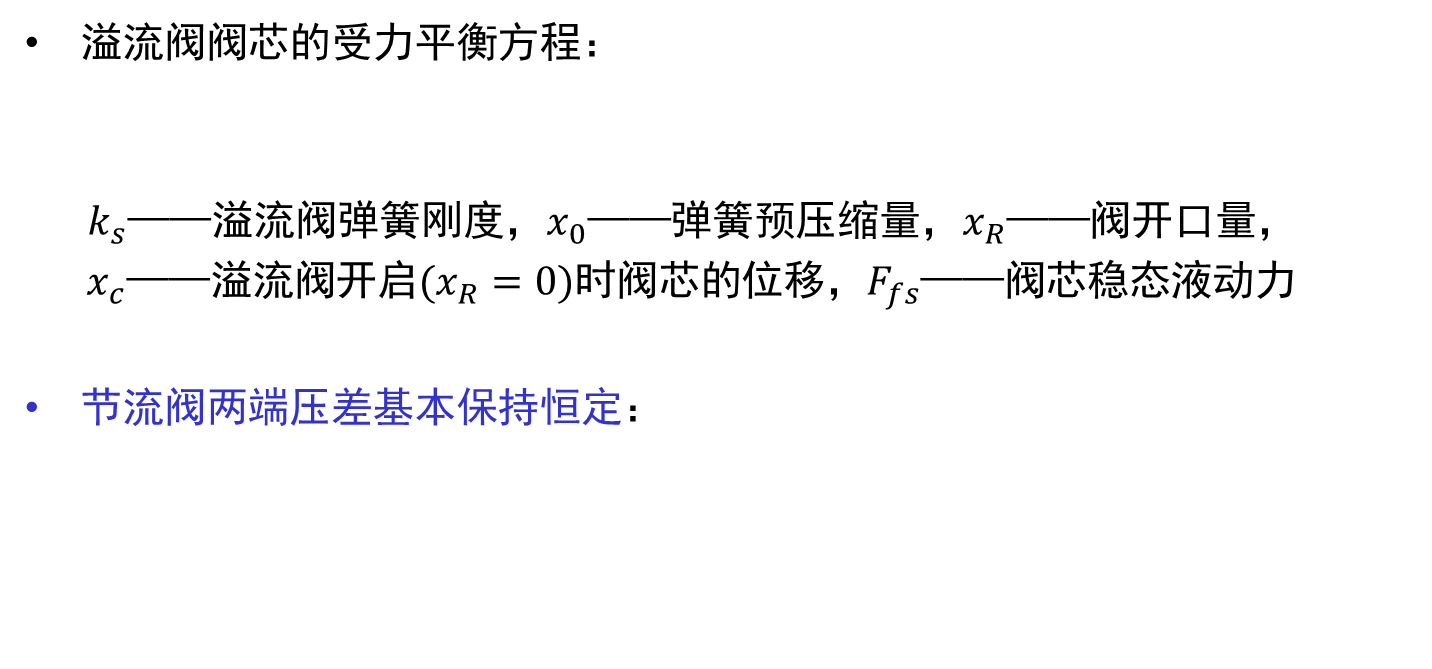 • 溢流阀阀芯的受力平衡方程：
k_s——溢流阀弹簧刚度，x_0——弹簧预压缩量，x_R——阀开口量，
x_c——溢流阀开启(x_R = 0)时阀芯的位移，F_{fs}——阀芯稳态液动力
• 节流阀两端压差基本保持恒定：